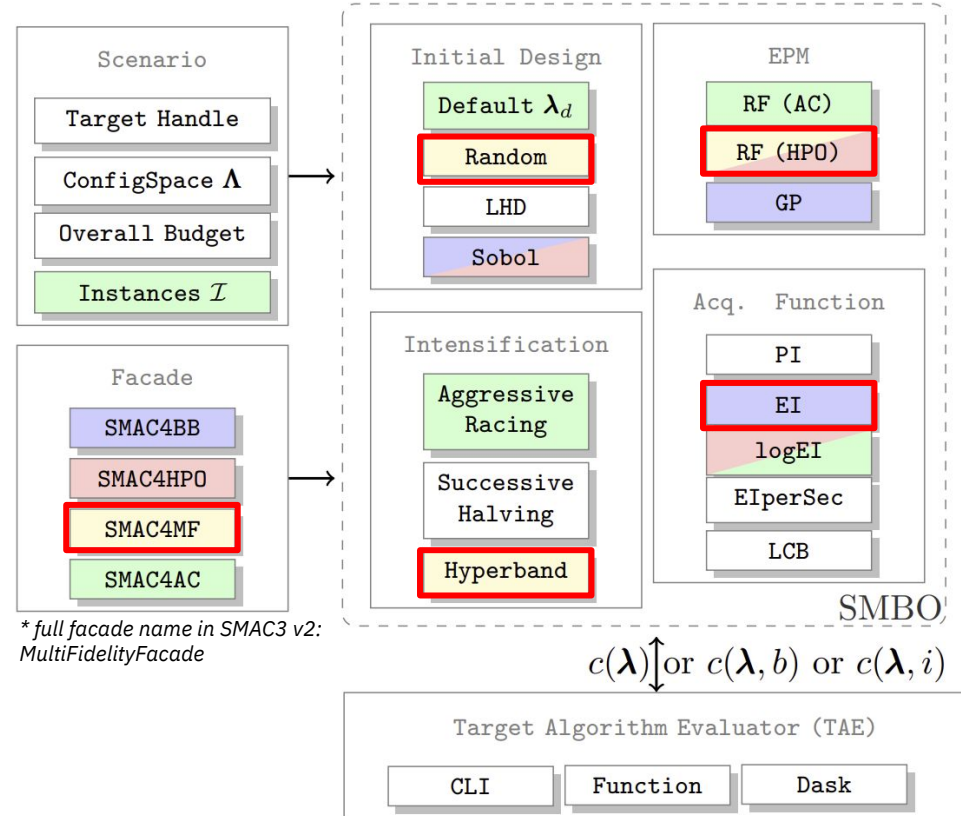 Scenario
Target Handle
ConfigSpace Λ
Overall Budget
Instances ℐ
Facade
SMAC4BB
SMAC4HPO
SMAC4MF
SMAC4AC
* full facade name in SMAC3 v2:
MultiFidelityFacade
Initial Design
Default λ_d
Random
LHD
Sobol
Intensification
Aggressive
Racing
Successive
Halving
Hyperband
EPM
RF (AC)
RF (HPO)
GP
Acq. Function
PI
EI
logEI
EIperSec
LCB
SMBO
c(λ) or c(λ, b) or c(λ, i)
Target Algorithm Evaluator (TAE)
CLI
Function
Dask